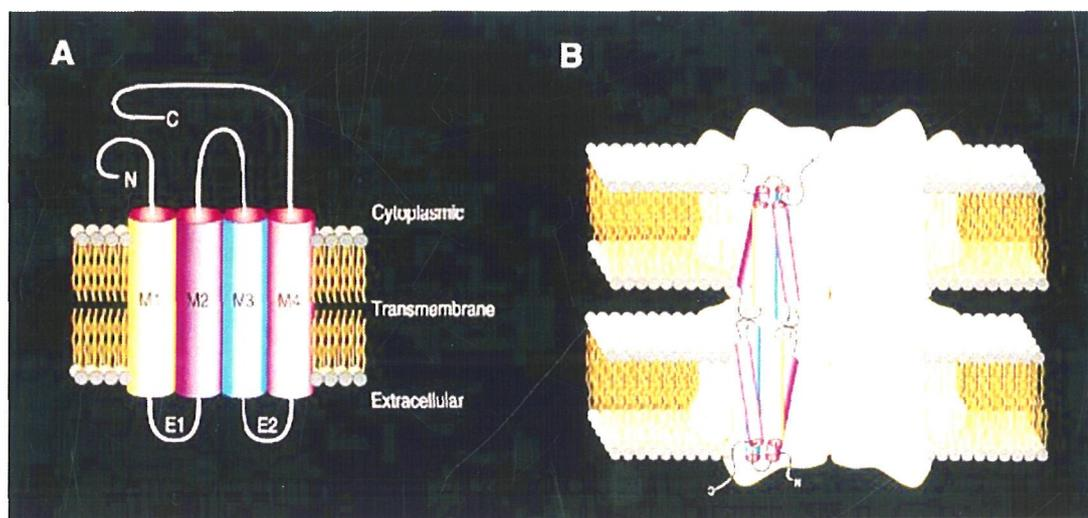 A
C
N
Cytoplasmic
M1 M2 M3 M4
Transmembrane
Extracellular
E1 E2
B
C
N